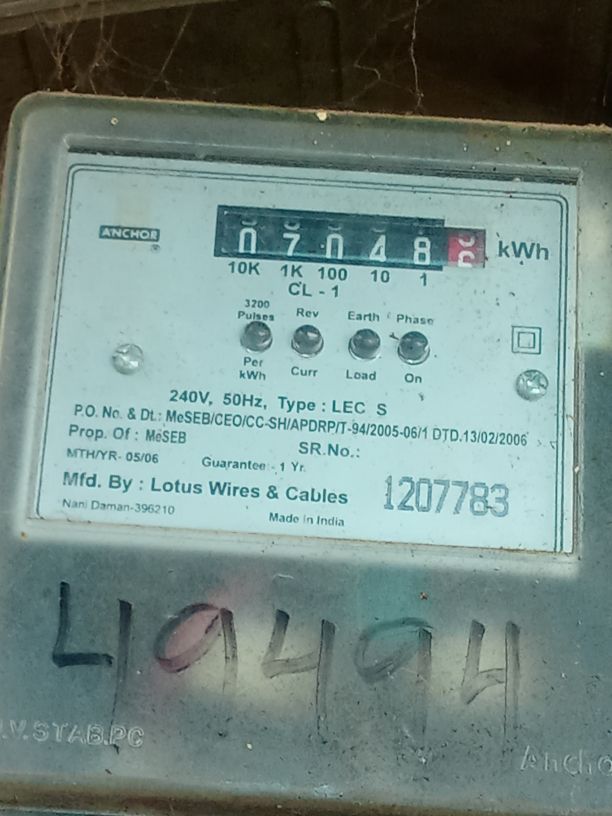 ANCHOR
07048 kWh
10K 1K 100 10 1
CL - 1
3200 Pulses Rev Earth Phase
Per kWh Curr Load On
240V, 50Hz, Type : LEC S
P.O. No. & Dt.: MeSEB/CEO/CC-SH/APDRP/T-94/2005-06/1 DTD.13/02/2006
Prop. Of : MeSEB SR.No.:
MTH/YR- 05/06 Guarantee - 1 Yr.
Mfd. By : Lotus Wires & Cables 1207783
Nani Daman-396210 Made in India
49494
U.V.STAB.PC Ancho